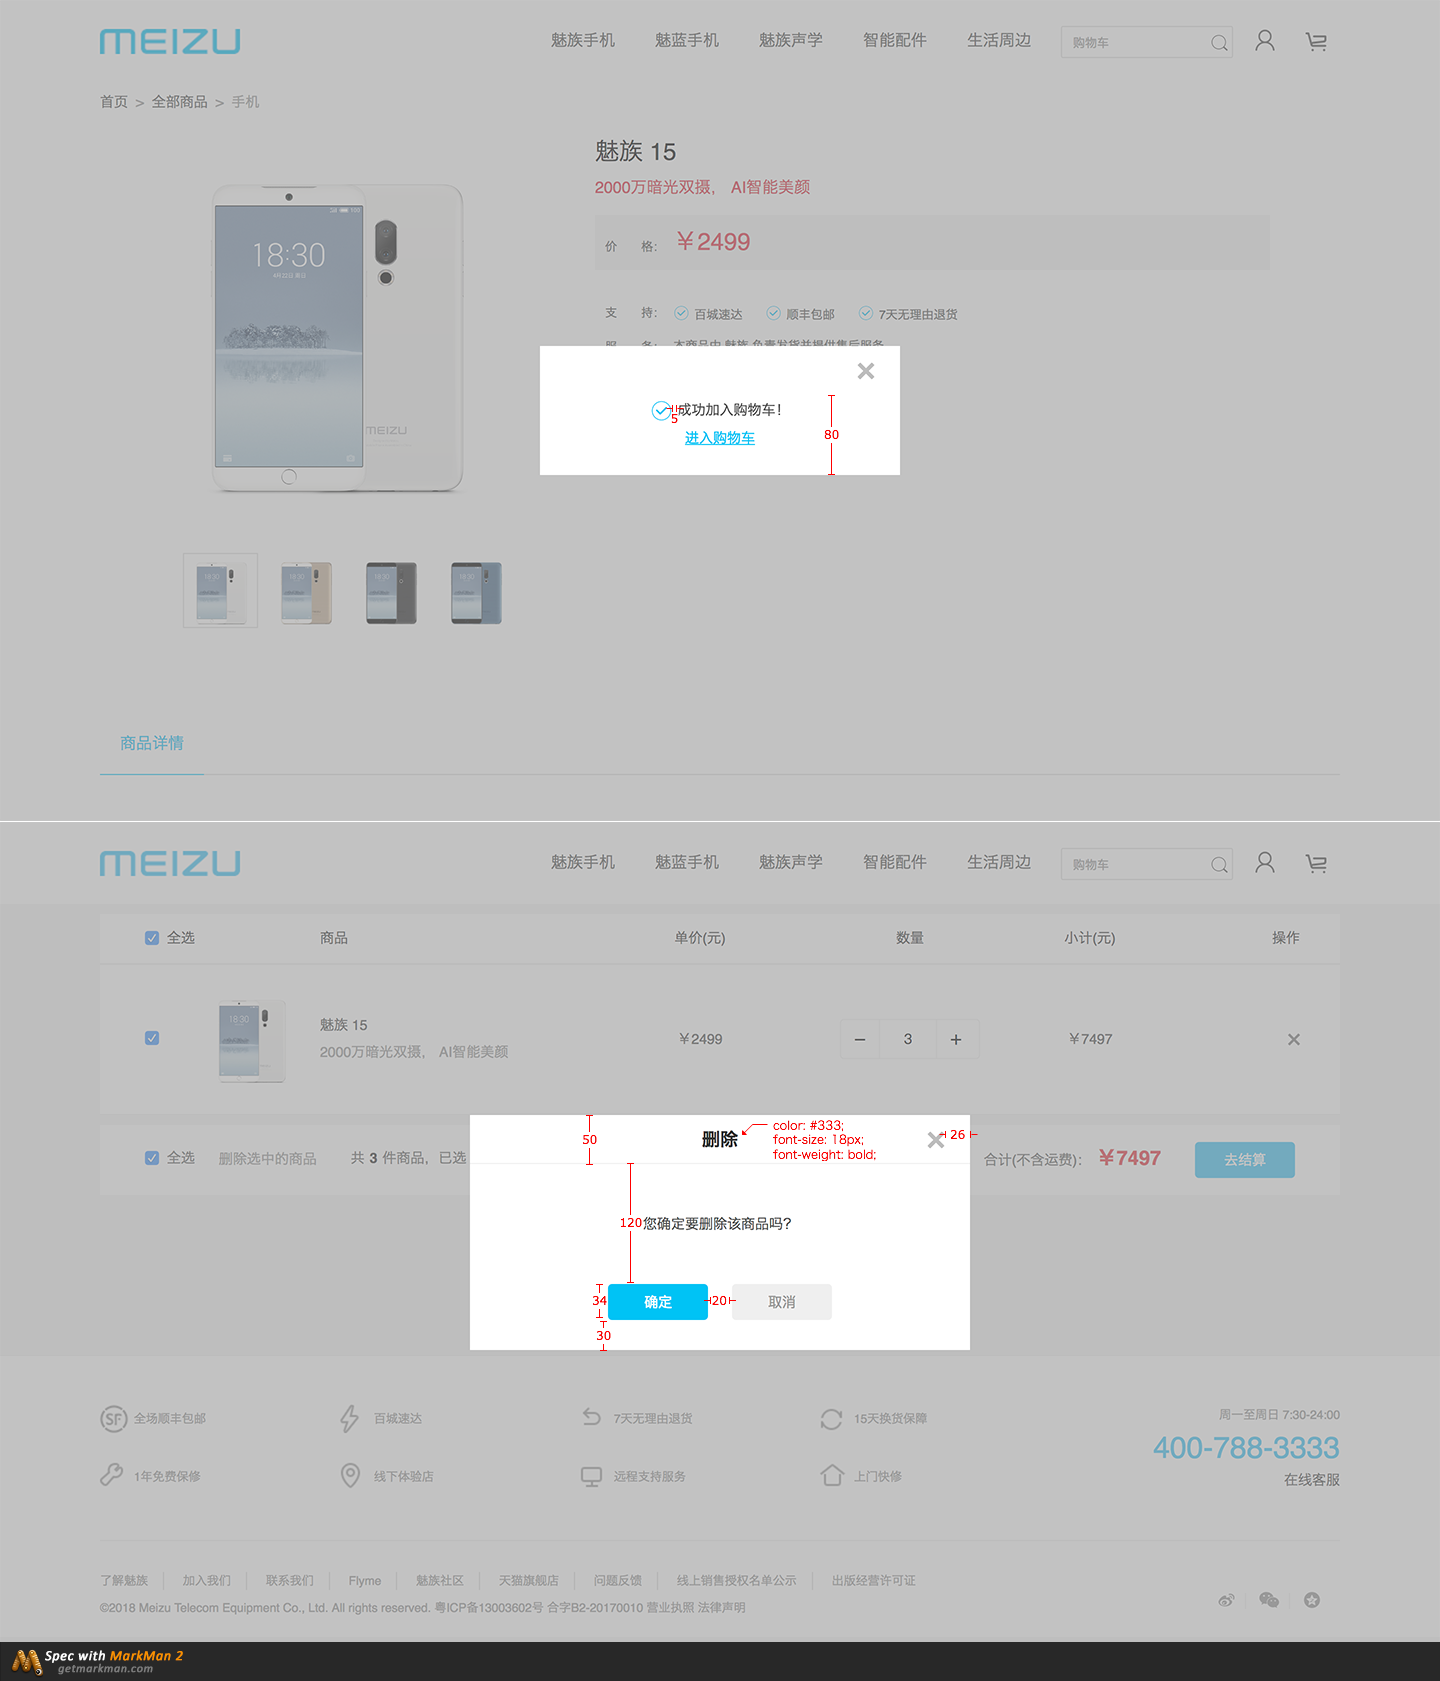 MEIZU
魅族手机 魅蓝手机 魅族声学 智能配件 生活周边 购物车
首页 > 全部商品 > 手机
魅族 15
2000万暗光双摄， AI智能美颜
价 格： ￥2499
支 持： 百城速达 顺丰包邮 7天无理由退货
服 务： 本商品由 魅族 负责发货并提供售后服务
18:30
MEIZU
成功加入购物车！
5
进入购物车
80
18:30 18:30 18:30 18:30
商品详情
MEIZU
魅族手机 魅蓝手机 魅族声学 智能配件 生活周边 购物车
全选 商品 单价(元) 数量 小计(元) 操作
18:30
魅族 15
2000万暗光双摄， AI智能美颜
￥2499 3 ￥7497
50
删除
color: #333;
font-size: 18px;
font-weight: bold;
26
全选 删除选中的商品 共 3 件商品，已选
合计(不含运费)： ￥7497 去结算
120
您确定要删除该商品吗?
34
确定
20
取消
30
SF 全场顺丰包邮 百城速达 7天无理由退货 15天换货保障
1年免费保修 线下体验店 远程支持服务 上门快修
周一至周日 7:30-24:00
400-788-3333
在线客服
了解魅族 加入我们 联系我们 Flyme 魅族社区 天猫旗舰店 问题反馈 线上销售授权名单公示 出版经营许可证
©2018 Meizu Telecom Equipment Co., Ltd. All rights reserved. 粤ICP备13003602号 合字B2-20170010 营业执照 法律声明
Spec with MarkMan 2
getmarkman.com